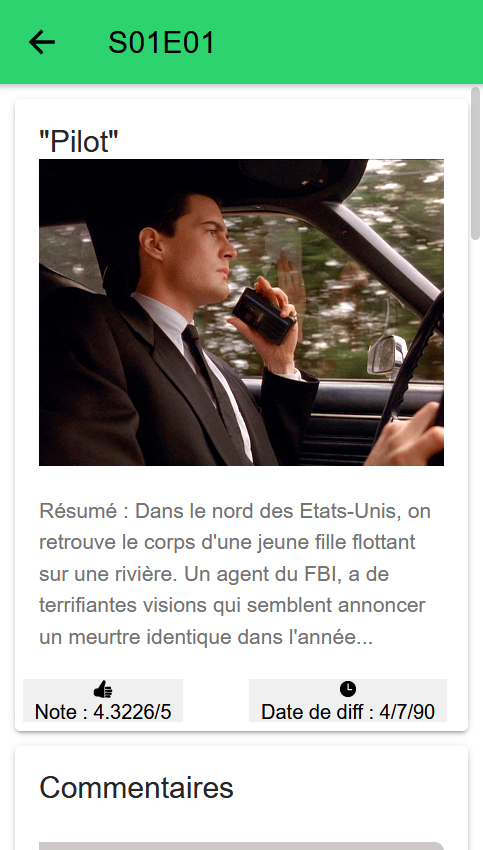 S01E01
"Pilot"
Résumé : Dans le nord des Etats-Unis, on
retrouve le corps d'une jeune fille flottant
sur une rivière. Un agent du FBI, a de
terrifiantes visions qui semblent annoncer
un meurtre identique dans l'année...
Note : 4.3226/5
Date de diff : 4/7/90
Commentaires